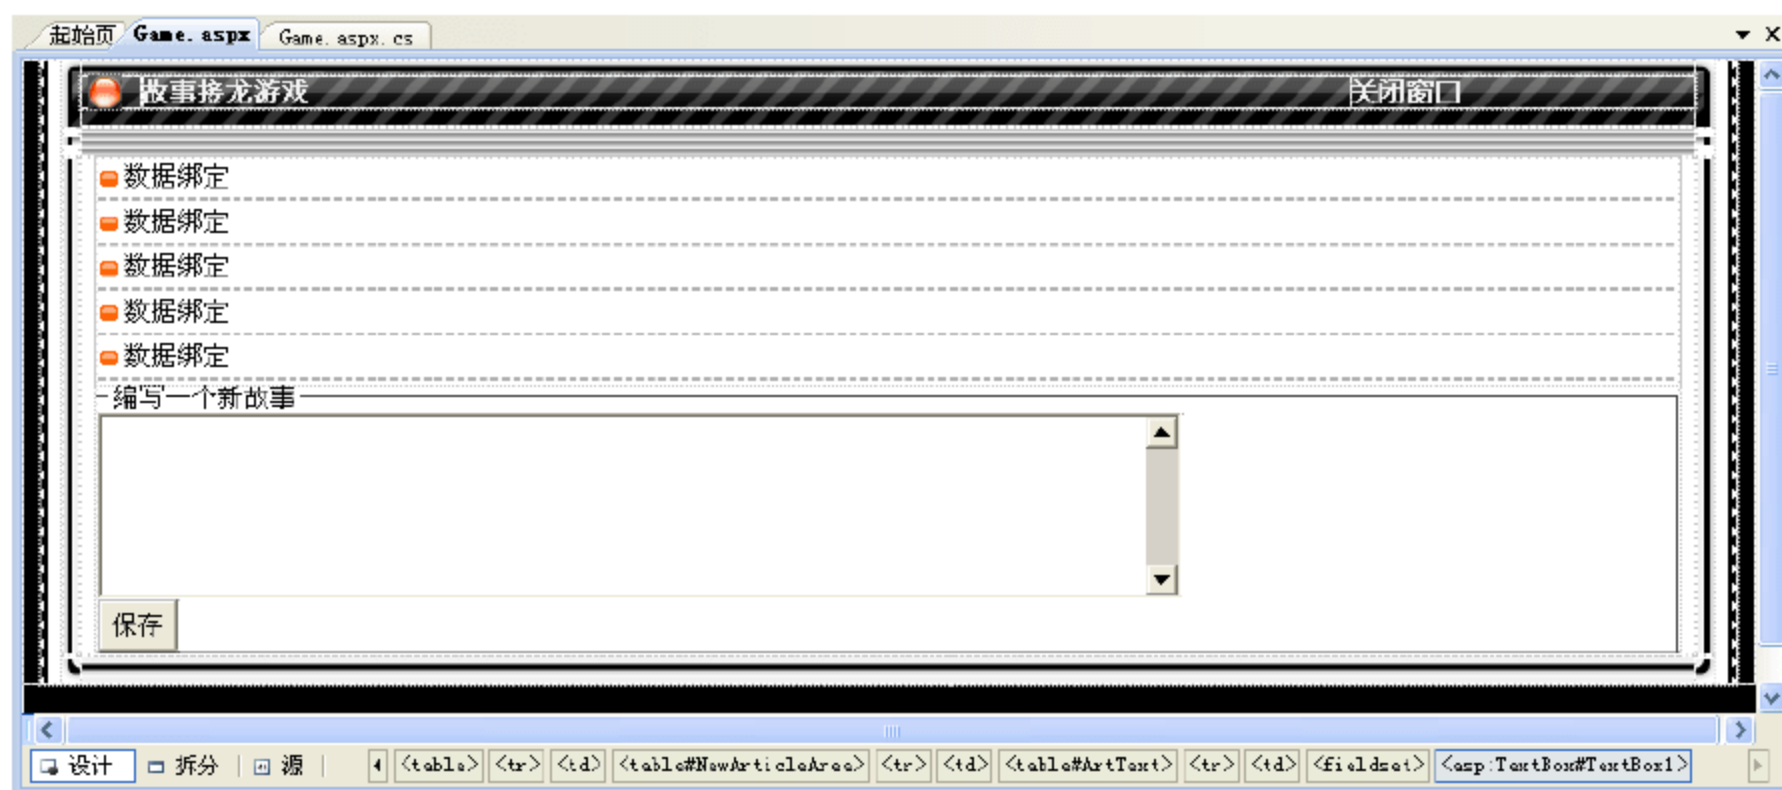 起始页 Game.aspx Game.aspx.cs
故事接龙游戏 关闭窗口
数据绑定
数据绑定
数据绑定
数据绑定
数据绑定
编写一个新故事
保存
设计 拆分 源 <table> <tr> <td> <table#NewArticleArea> <tr> <td> <table#ArtText> <tr> <td> <fieldset> <asp:TextBox#TextBox1>